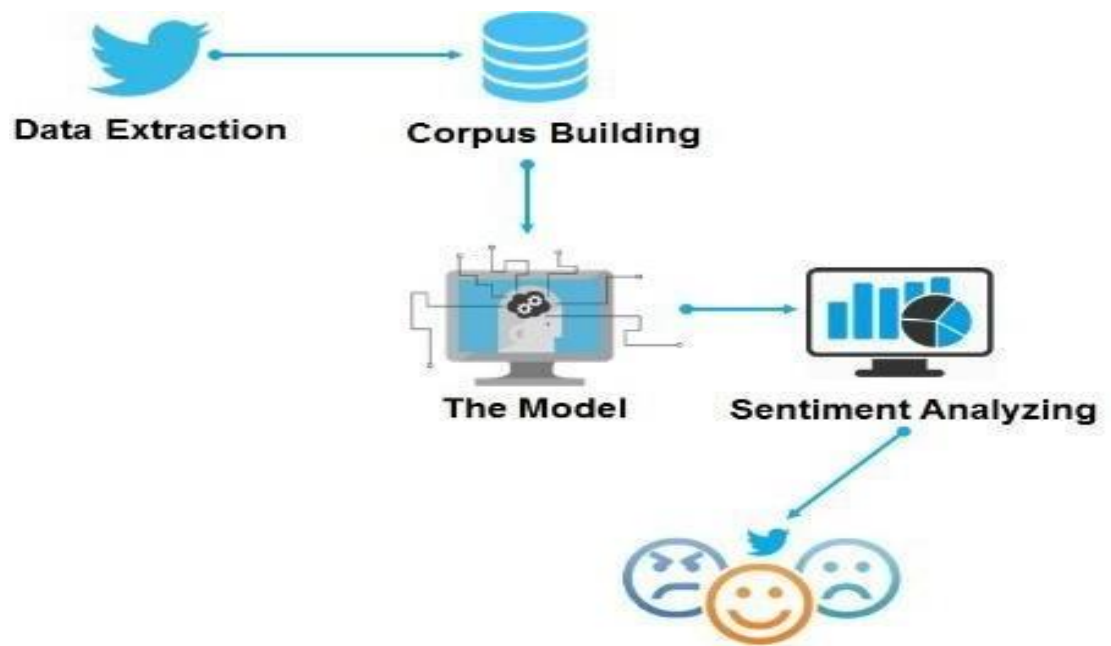 Data Extraction
Corpus Building
The Model
Sentiment Analyzing